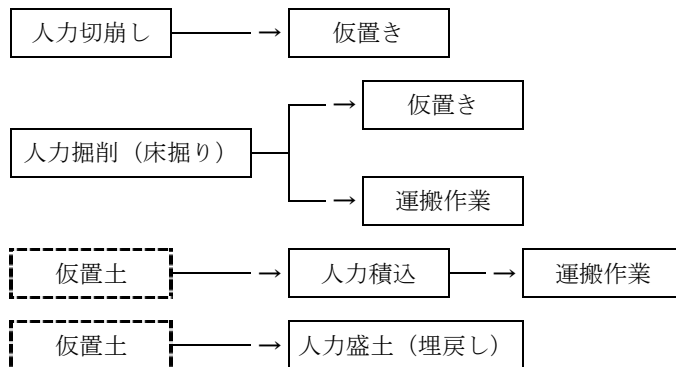 人力切崩し → 仮置き
→ 仮置き
人力掘削（床掘り）
→ 運搬作業
仮置土 → 人力積込 → 運搬作業
仮置土 → 人力盛土（埋戻し）